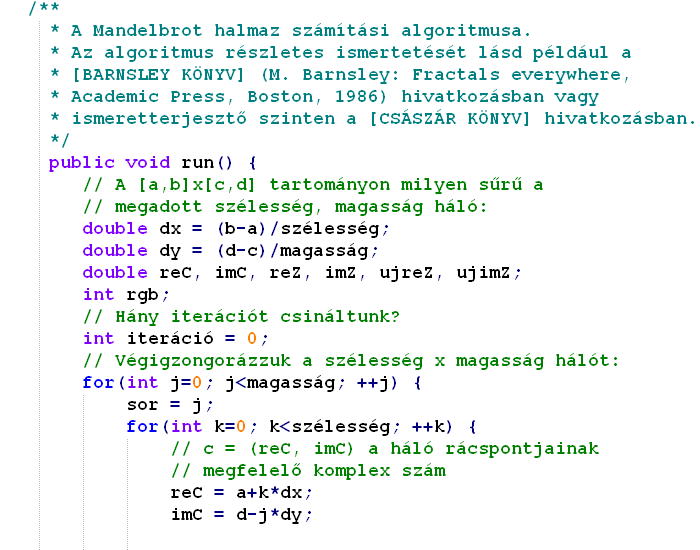 /**
 * A Mandelbrot halmaz számítási algoritmusa.
 * Az algoritmus részletes ismertetését lásd például a
 * [BARNSLEY KÖNYV] (M. Barnsley: Fractals everywhere,
 * Academic Press, Boston, 1986) hivatkozásban vagy
 * ismeretterjesztő szinten a [CSÁSZÁR KÖNYV] hivatkozásban.
 */
public void run() {
// A [a,b]x[c,d] tartományon milyen sűrű a
// megadott szélesség, magasság háló:
double dx = (b-a)/szélesség;
double dy = (d-c)/magasság;
double reC, imC, reZ, imZ, ujreZ, ujimZ;
int rgb;
// Hány iterációt csináltunk?
int iteráció = 0;
// Végigzongorázzuk a szélesség x magasság hálót:
for(int j=0; j<magasság; ++j) {
sor = j;
for(int k=0; k<szélesség; ++k) {
// c = (reC, imC) a háló rácspontjainak
// megfelelő komplex szám
reC = a+k*dx;
imC = d-j*dy;